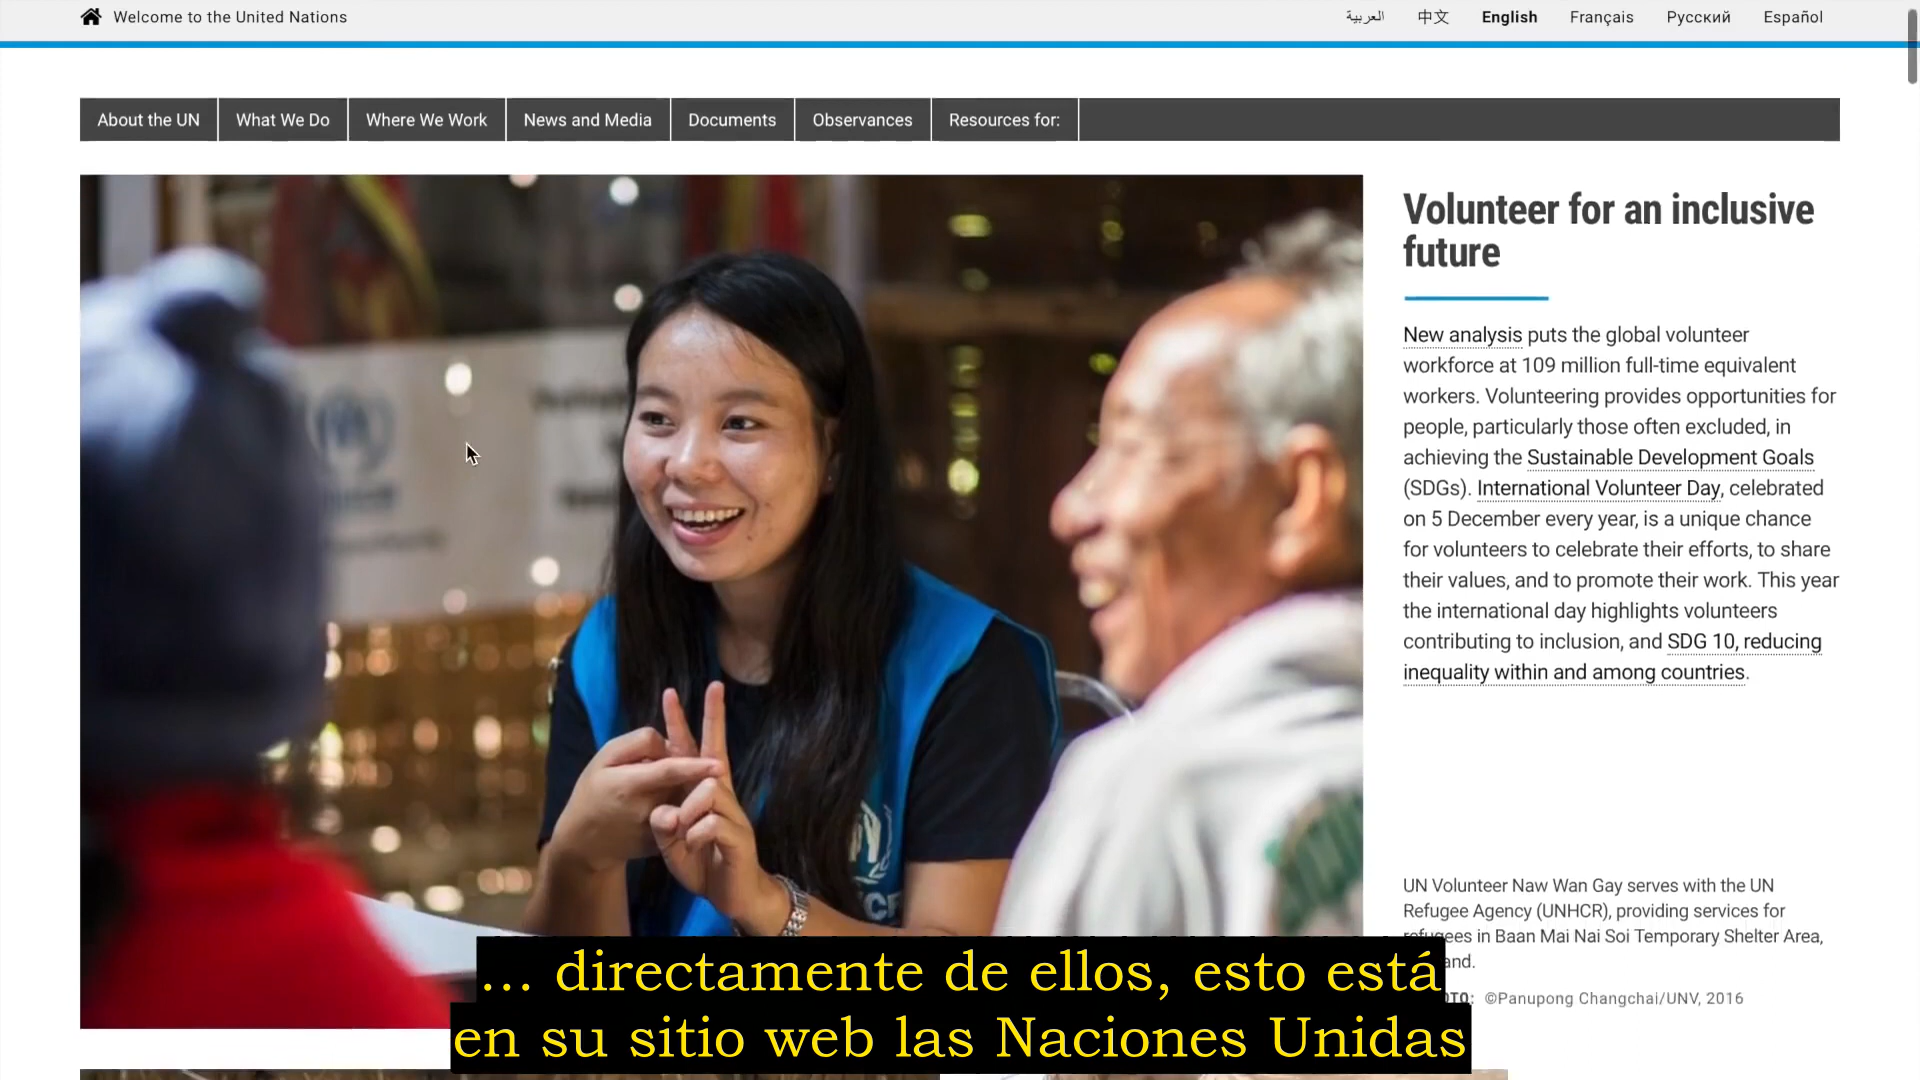 Welcome to the United Nations
العربية 中文 English Français Русский Español
About the UN What We Do Where We Work News and Media Documents Observances Resources for:
Volunteer for an inclusive
future
New analysis puts the global volunteer
workforce at 109 million full-time equivalent
workers. Volunteering provides opportunities for
people, particularly those often excluded, in
achieving the Sustainable Development Goals
(SDGs). International Volunteer Day, celebrated
on 5 December every year, is a unique chance
for volunteers to celebrate their efforts, to share
their values, and to promote their work. This year
the international day highlights volunteers
contributing to inclusion, and SDG 10, reducing
inequality within and among countries.
UN Volunteer Naw Wan Gay serves with the UN
Refugee Agency (UNHCR), providing services for
refugees in Baan Mai Nai Soi Temporary Shelter Area,
©Panupong Changchai/UNV, 2016
... directamente de ellos, esto está
en su sitio web las Naciones Unidas